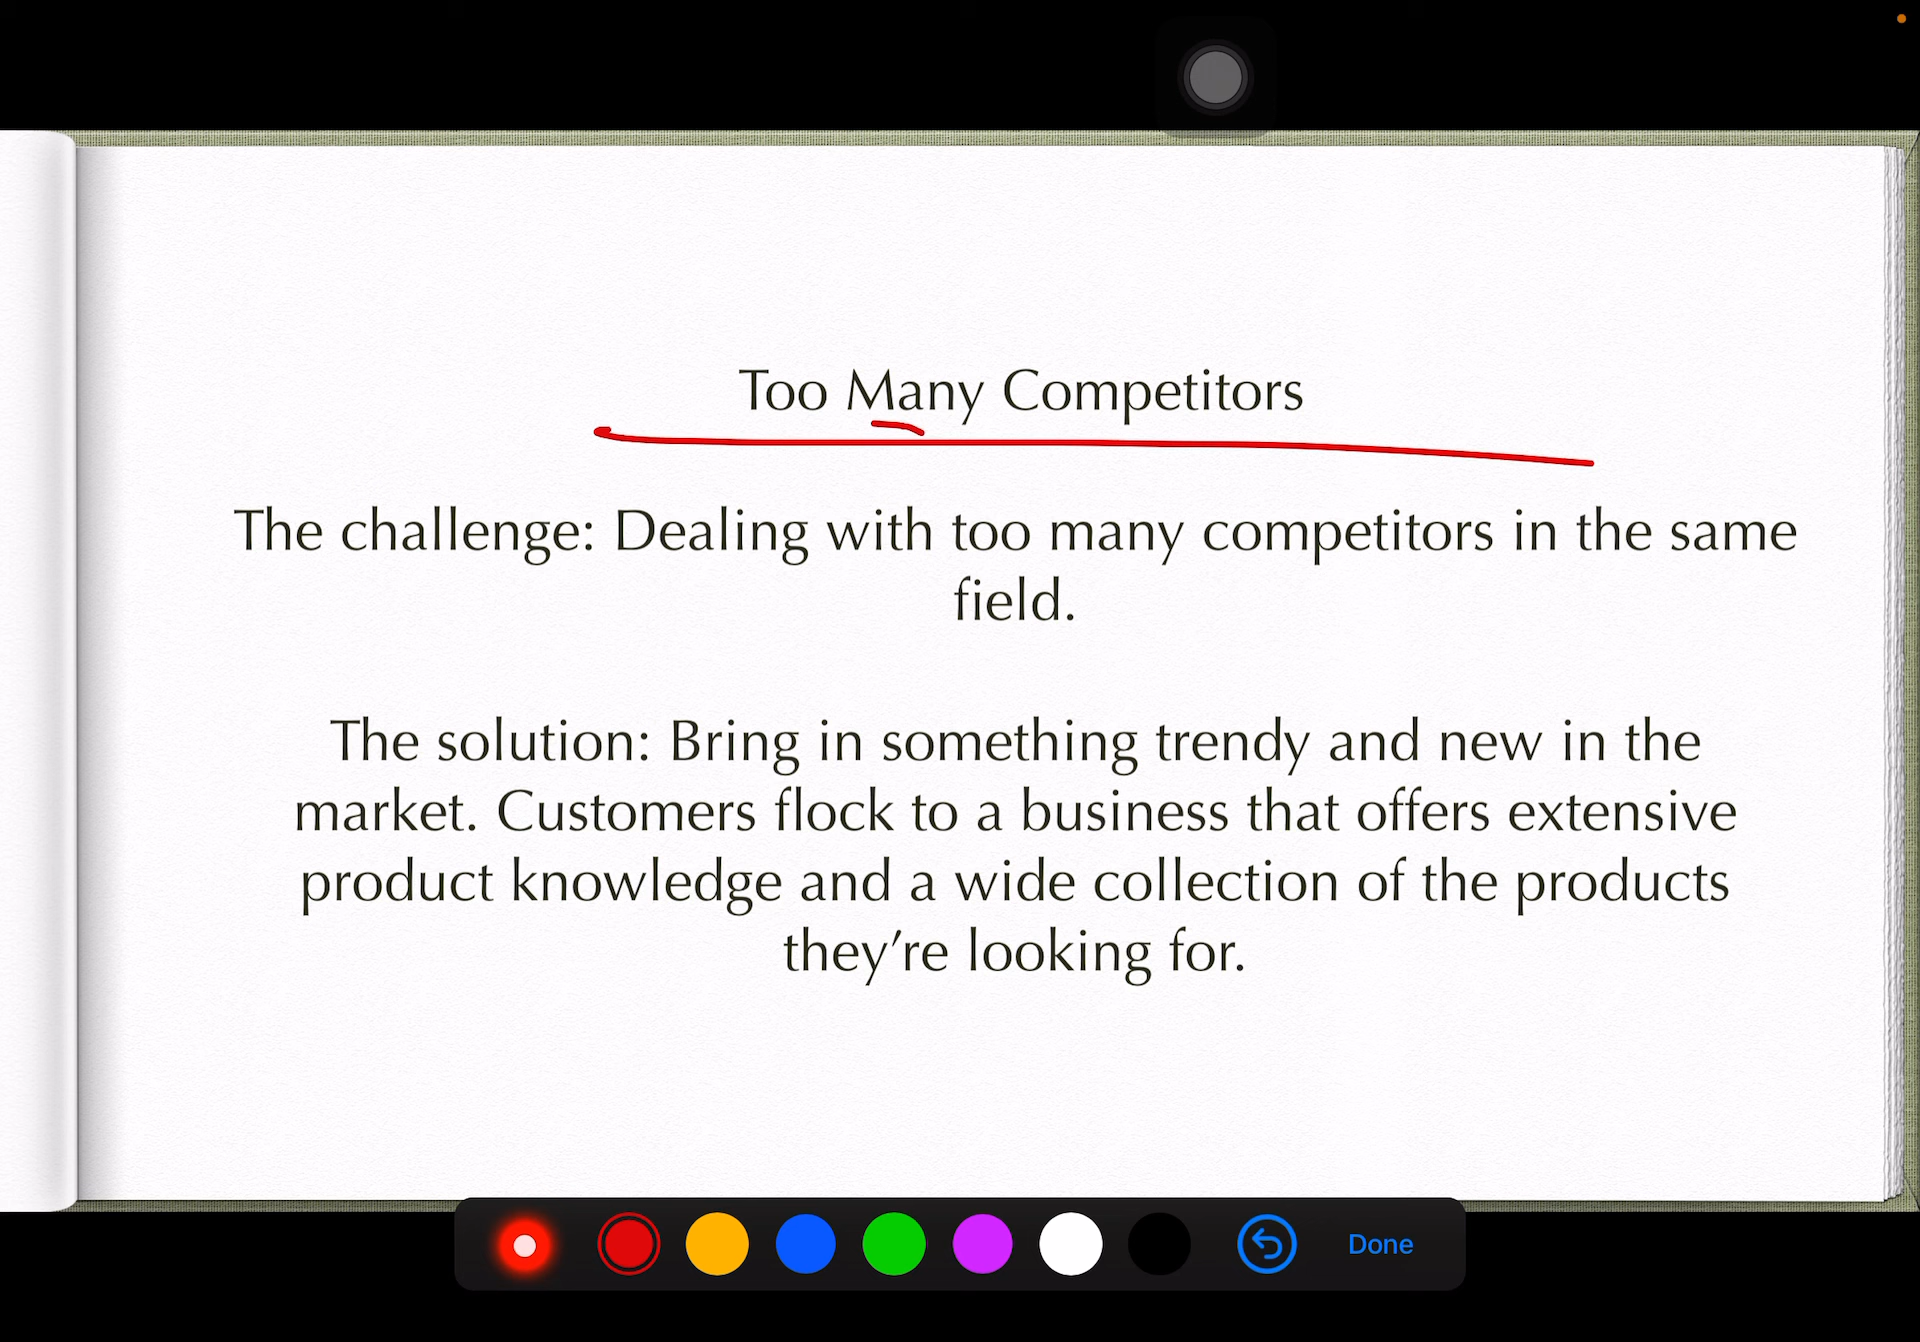 Too Many Competitors
The challenge: Dealing with too many competitors in the same
field.
The solution: Bring in something trendy and new in the
market. Customers flock to a business that offers extensive
product knowledge and a wide collection of the products
they’re looking for.
Done